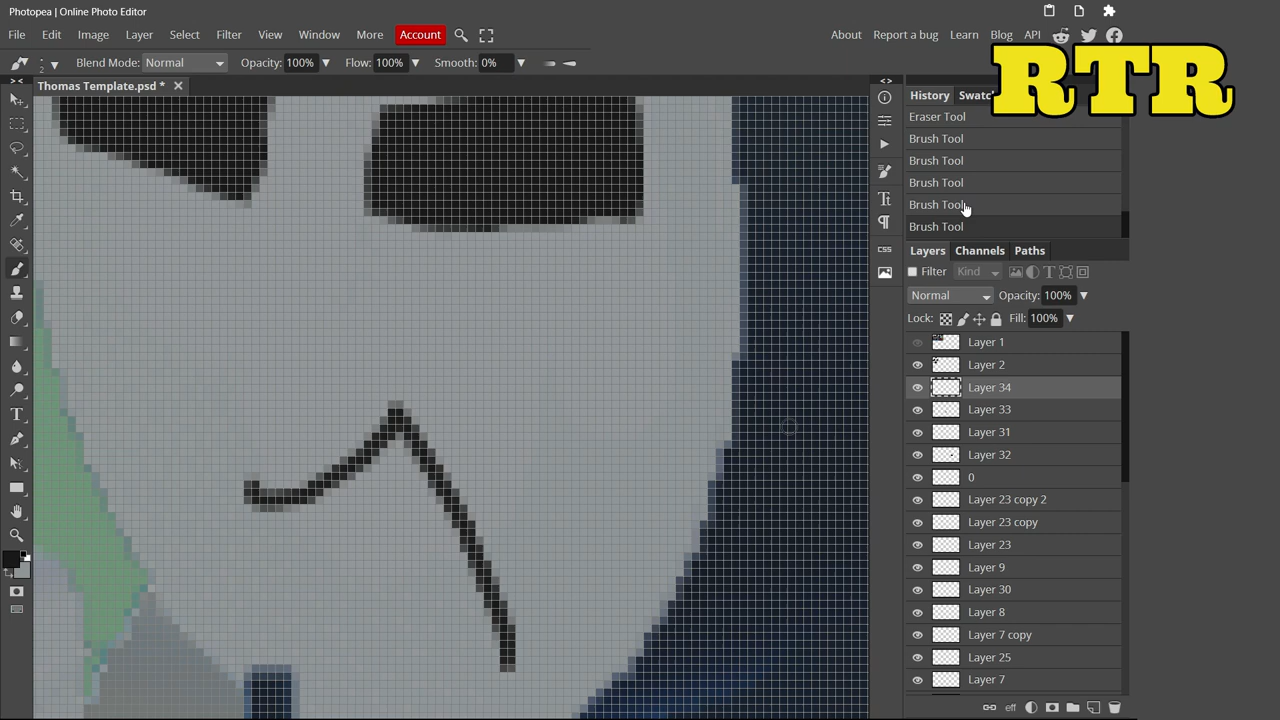 Photopea | Online Photo Editor
File Edit Image Layer Select Filter View Window More Account About Report a bug Learn Blog API
2 Blend Mode: Normal Opacity: 100% Flow: 100% Smooth: 0%
Thomas Template.psd *
RTR
History Swatc
Eraser Tool
Brush Tool
Brush Tool
Brush Tool
Brush Tool
Brush Tool
Layers Channels Paths
Filter Kind
Normal Opacity: 100%
Lock: Fill: 100%
Layer 1
Layer 2
Layer 34
Layer 33
Layer 31
Layer 32
0
Layer 23 copy 2
Layer 23 copy
Layer 23
Layer 9
Layer 30
Layer 8
Layer 7 copy
Layer 25
Layer 7
CSS
eff